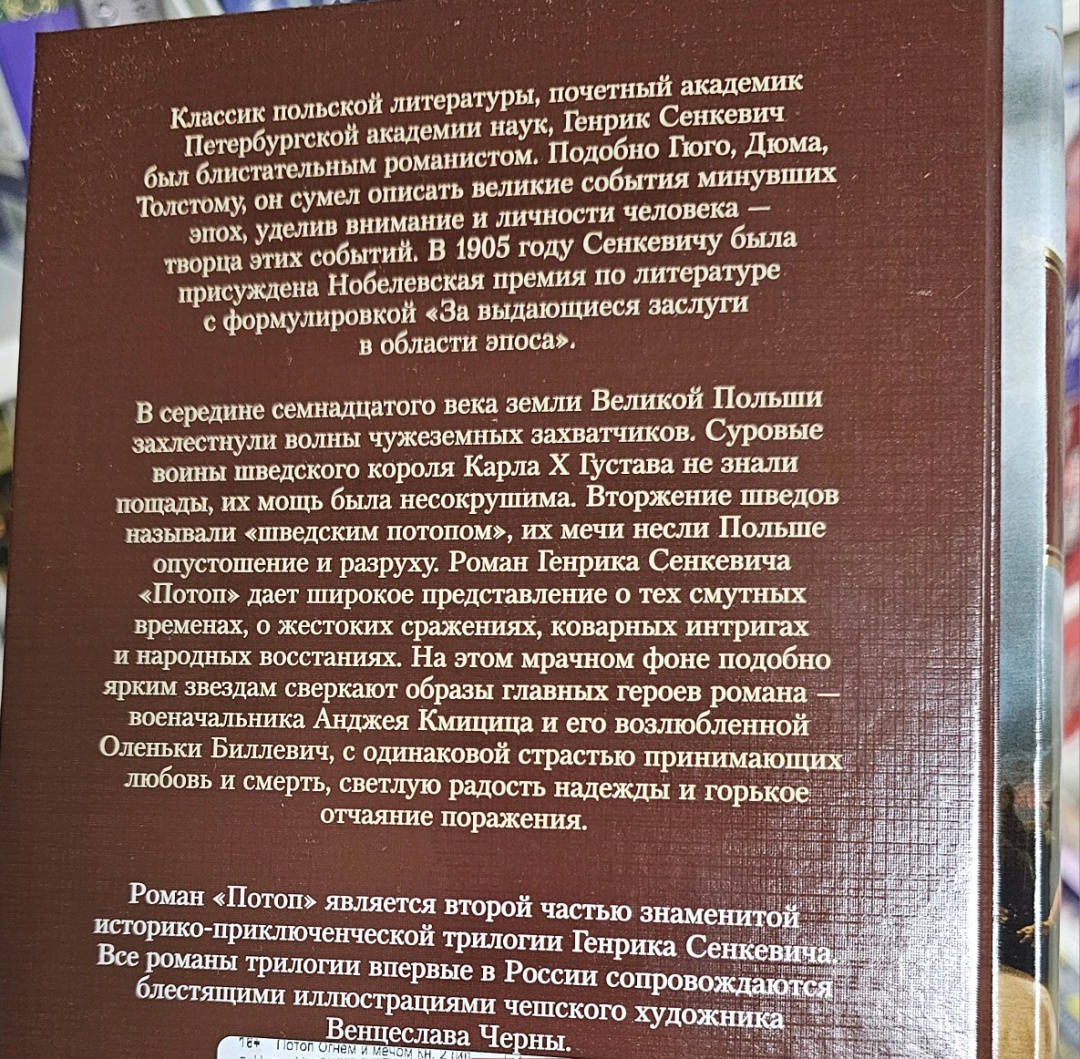 Классик польской литературы, почетный академик
Петербургской академии наук, Генрик Сенкевич
был блистательным романистом. Подобно Гюго, Дюма,
Толстому, он сумел описать великие события минувших
эпох, уделив внимание и личности человека —
творца этих событий. В 1905 году Сенкевичу была
присуждена Нобелевская премия по литературе
с формулировкой «За выдающиеся заслуги
в области эпоса».
В середине семнадцатого века земли Великой Польши
захлестнули волны чужеземных захватчиков. Суровые
воины шведского короля Карла X Густава не знали
пощады, их мощь была несокрушима. Вторжение шведов
называли «шведским потопом», их мечи несли Польше
опустошение и разруху. Роман Генрика Сенкевича
«Потоп» дает широкое представление о тех смутных
временах, о жестоких сражениях, коварных интригах
и народных восстаниях. На этом мрачном фоне подобно
ярким звездам сверкают образы главных героев романа —
военачальника Анджея Кмицица и его возлюбленной
Оленьки Биллевич, с одинаковой страстью принимающих
любовь и смерть, светлую радость надежды и горькое
отчаяние поражения.
Роман «Потоп» является второй частью знаменитой
историко-приключенческой трилогии Генрика Сенкевича.
Все романы трилогии впервые в России сопровождаются
блестящими иллюстрациями чешского художника
Венцеслава Черны.
18+ Потоп Огнем и мечом кн. 2